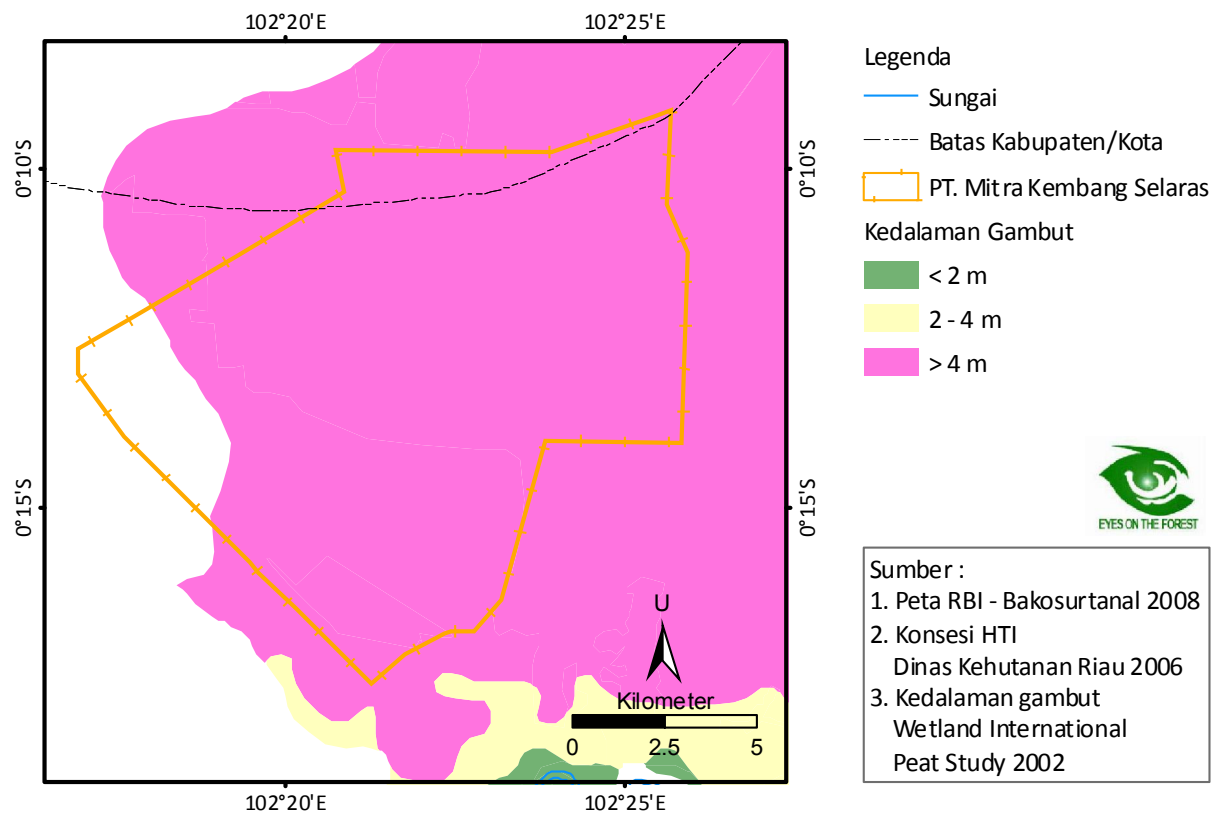 102°20'E
102°25'E
0°10'S
0°10'S
0°15'S
0°15'S
U
Kilometer
0
2.5
5
102°20'E
102°25'E
Legenda
Sungai
Batas Kabupaten/Kota
PT. Mitra Kembang Selaras
Kedalaman Gambut
< 2 m
2 - 4 m
> 4 m
EYES ON THE FOREST
Sumber :
1. Peta RBI - Bakosurtanal 2008
2. Konsesi HTI
Dinas Kehutanan Riau 2006
3. Kedalaman gambut
Wetland International
Peat Study 2002